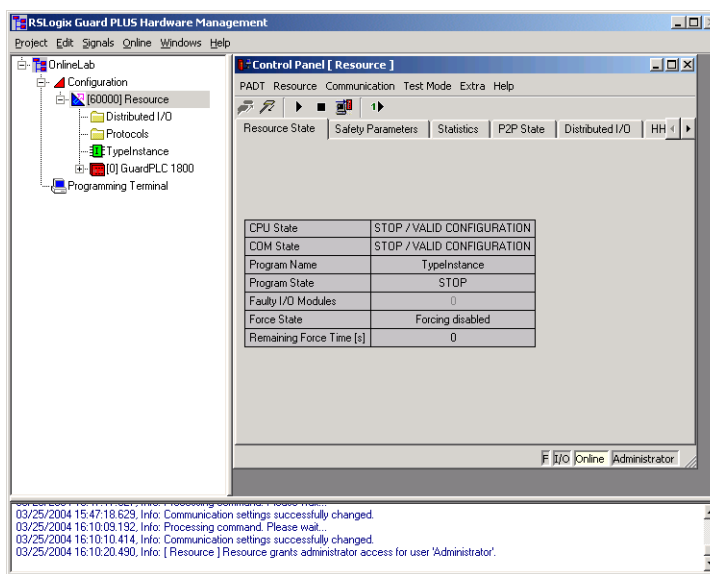 RSLogix Guard PLUS Hardware Management
Project Edit Signals Online Windows Help
OnlineLab
Configuration
[60000] Resource
Distributed I/O
Protocols
TypeInstance
[0] GuardPLC 1800
Programming Terminal
Control Panel [ Resource ]
PADT Resource Communication Test Mode Extra Help
Resource State Safety Parameters Statistics P2P State Distributed I/O HH
CPU State STOP / VALID CONFIGURATION
COM State STOP / VALID CONFIGURATION
Program Name TypeInstance
Program State STOP
Faulty I/O Modules 0
Force State Forcing disabled
Remaining Force Time [s] 0
F I/O Online Administrator
03/25/2004 15:47:18.629, Info: Communication settings successfully changed.
03/25/2004 16:10:09.192, Info: Processing command. Please wait...
03/25/2004 16:10:10.414, Info: Communication settings successfully changed.
03/25/2004 16:10:20.490, Info: [ Resource ] Resource grants administrator access for user 'Administrator'.